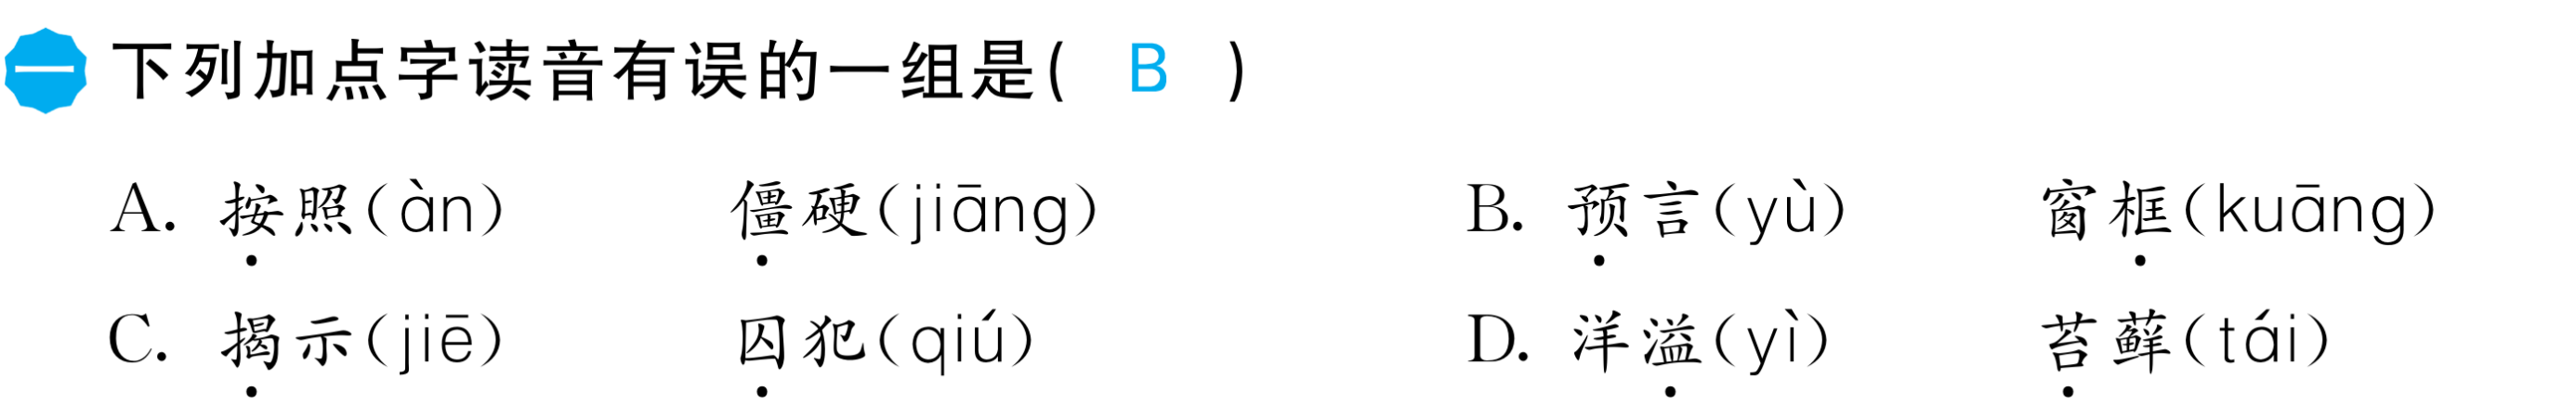 一 下列加点字读音有误的一组是( B )
A. 按照(àn) 僵硬(jiāng) B. 预言(yù) 窗框(kuāng)
C. 揭示(jiē) 囚犯(qiú) D. 洋溢(yì) 苔藓(tái)